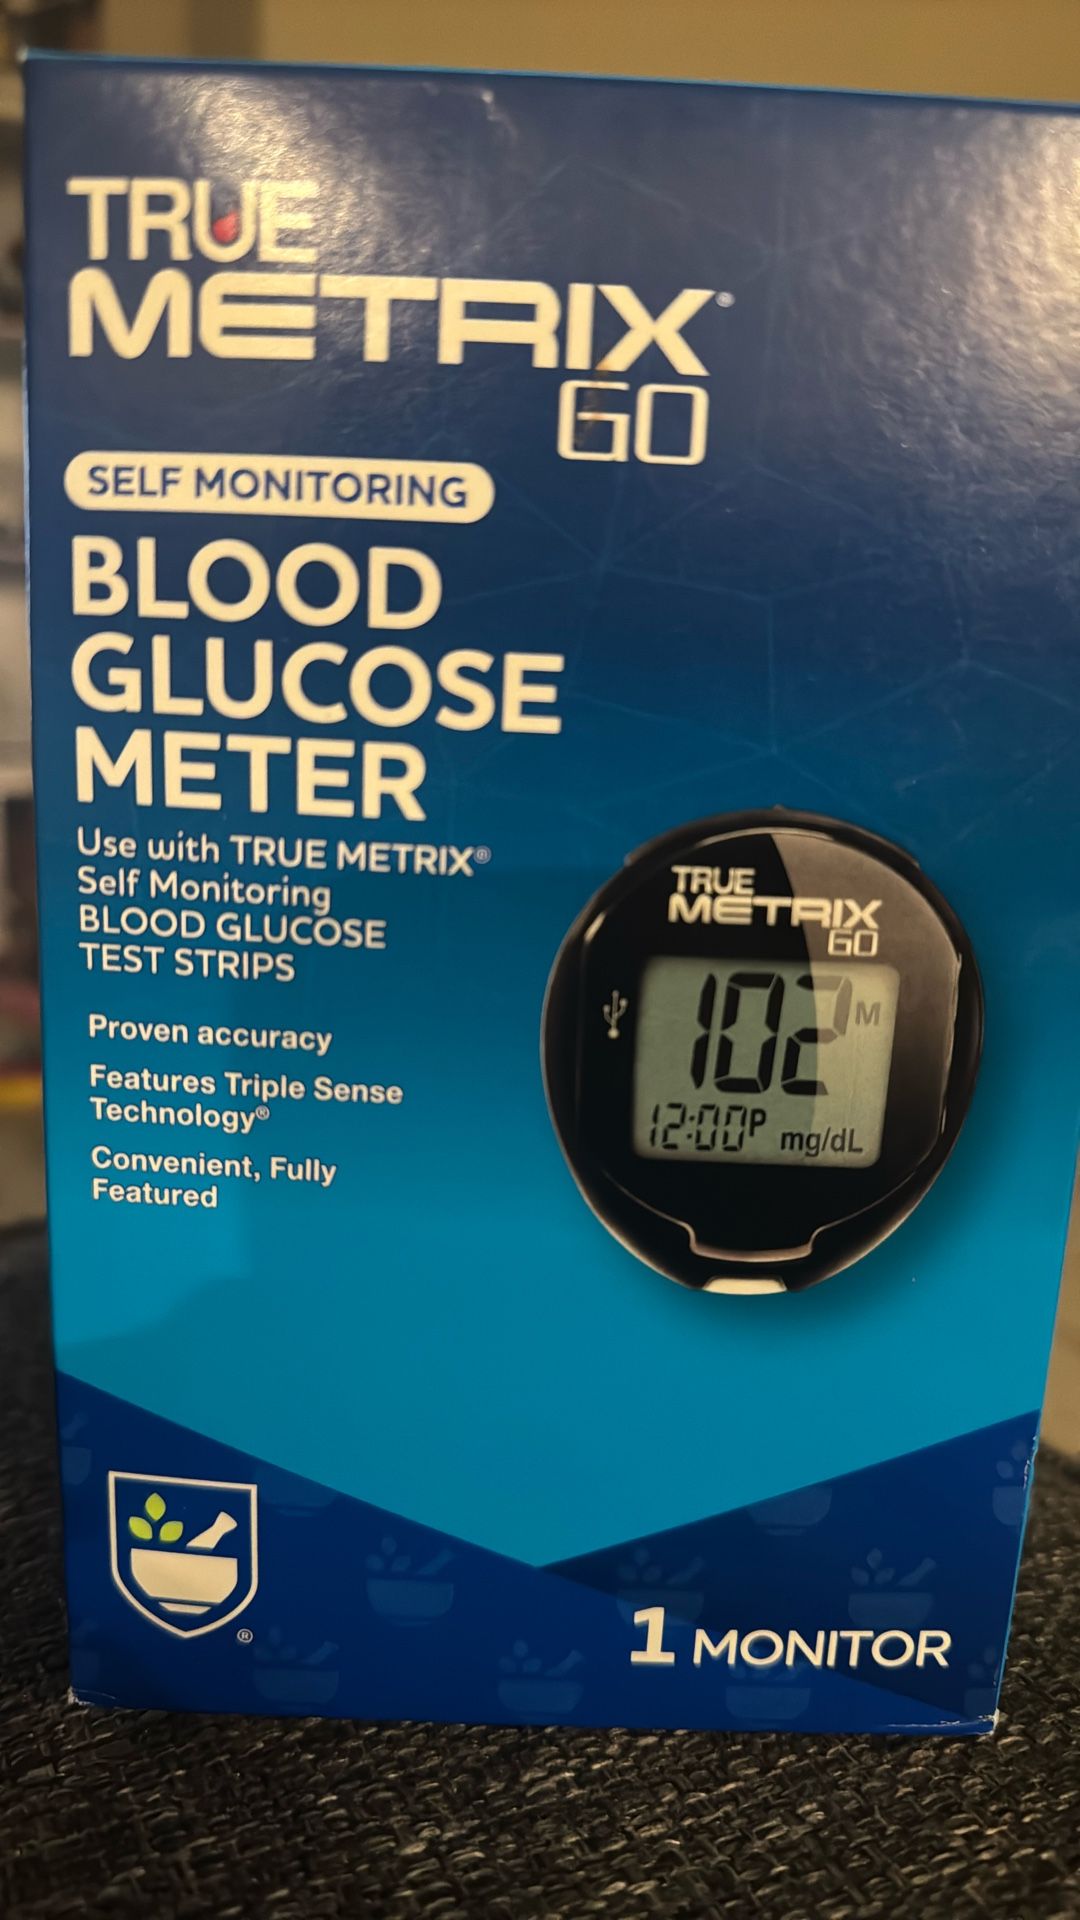 TRUE
METRIX®
GO
SELF MONITORING
BLOOD
GLUCOSE
METER
Use with TRUE METRIX®
Self Monitoring
BLOOD GLUCOSE
TEST STRIPS
Proven accuracy
Features Triple Sense
Technology®
Convenient, Fully
Featured
TRUE
METRIX
GO
102 M
12:00P mg/dL
®
1 MONITOR